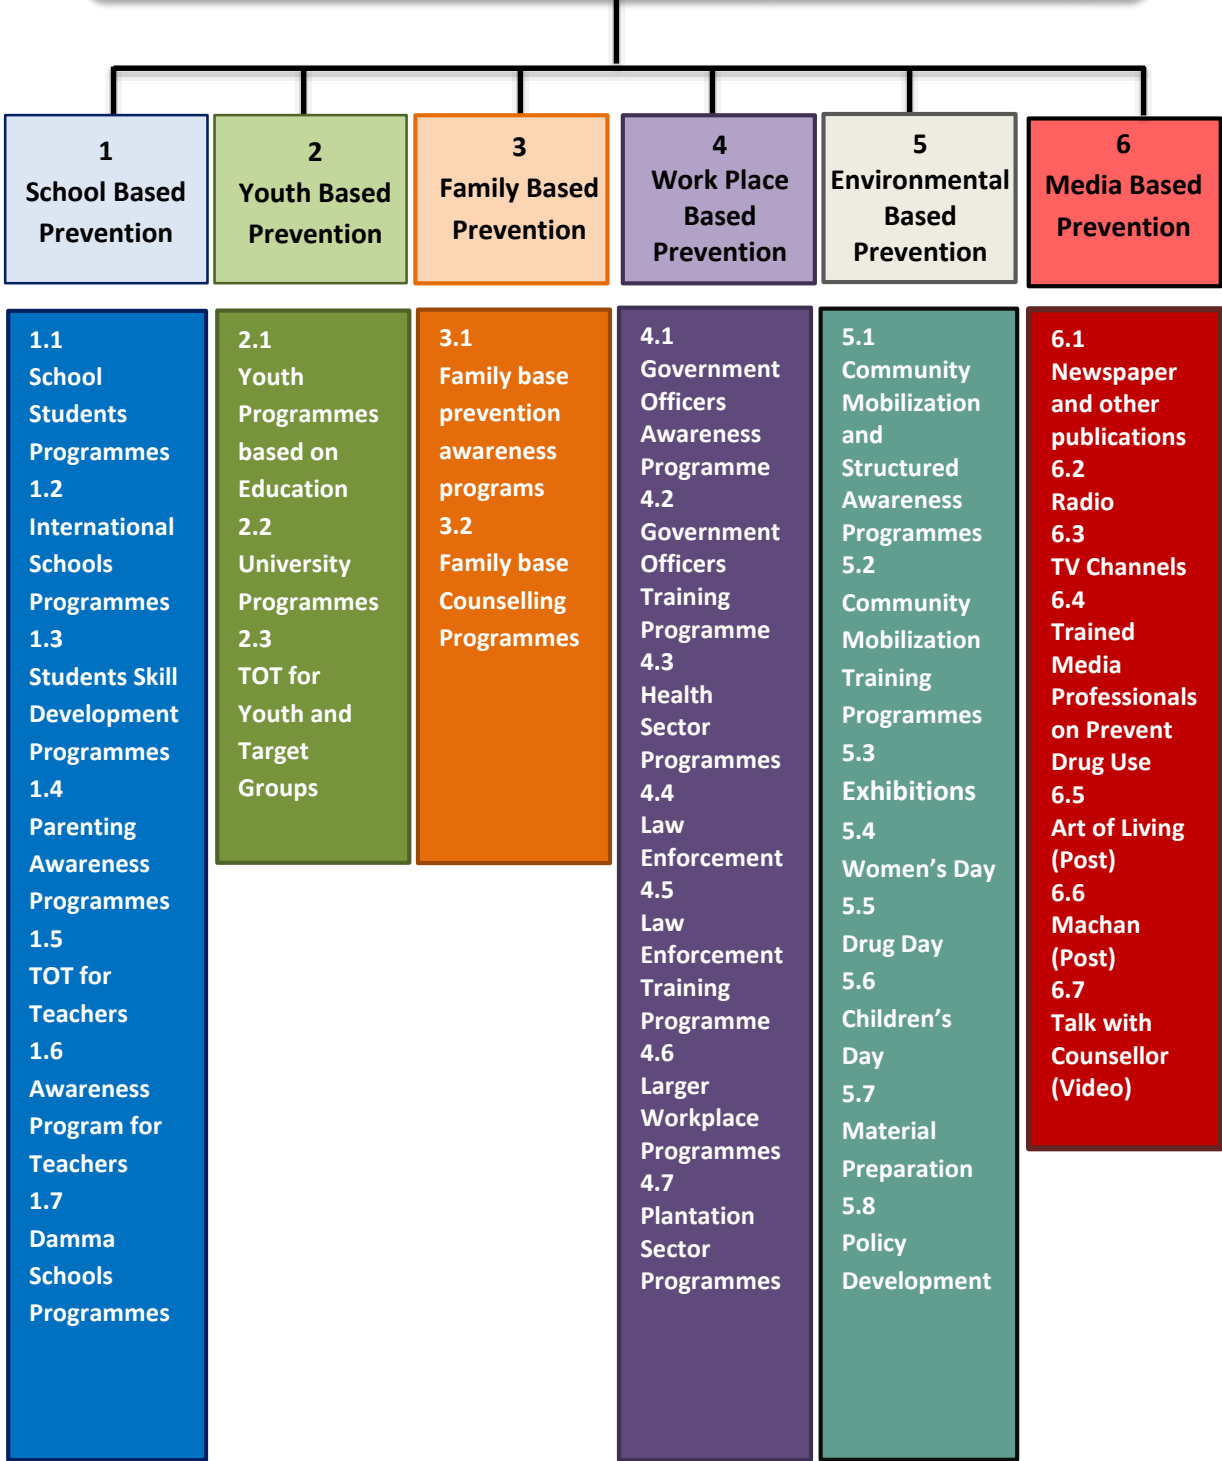 1
School Based
Prevention
2
Youth Based
Prevention
3
Family Based
Prevention
4
Work Place
Based
Prevention
5
Environmental
Based
Prevention
6
Media Based
Prevention
1.1
School
Students
Programmes
1.2
International
Schools
Programmes
1.3
Students Skill
Development
Programmes
1.4
Parenting
Awareness
Programmes
1.5
TOT for
Teachers
1.6
Awareness
Program for
Teachers
1.7
Damma
Schools
Programmes
2.1
Youth
Programmes
based on
Education
2.2
University
Programmes
2.3
TOT for
Youth and
Target
Groups
3.1
Family base
prevention
awareness
programs
3.2
Family base
Counselling
Programmes
4.1
Government
Officers
Awareness
Programme
4.2
Government
Officers
Training
Programme
4.3
Health
Sector
Programmes
4.4
Law
Enforcement
4.5
Law
Enforcement
Training
Programme
4.6
Larger
Workplace
Programmes
4.7
Plantation
Sector
Programmes
5.1
Community
Mobilization
and
Structured
Awareness
Programmes
5.2
Community
Mobilization
Training
Programmes
5.3
Exhibitions
5.4
Women’s Day
5.5
Drug Day
5.6
Children’s
Day
5.7
Material
Preparation
5.8
Policy
Development
6.1
Newspaper
and other
publications
6.2
Radio
6.3
TV Channels
6.4
Trained
Media
Professionals
on Prevent
Drug Use
6.5
Art of Living
(Post)
6.6
Machan
(Post)
6.7
Talk with
Counsellor
(Video)